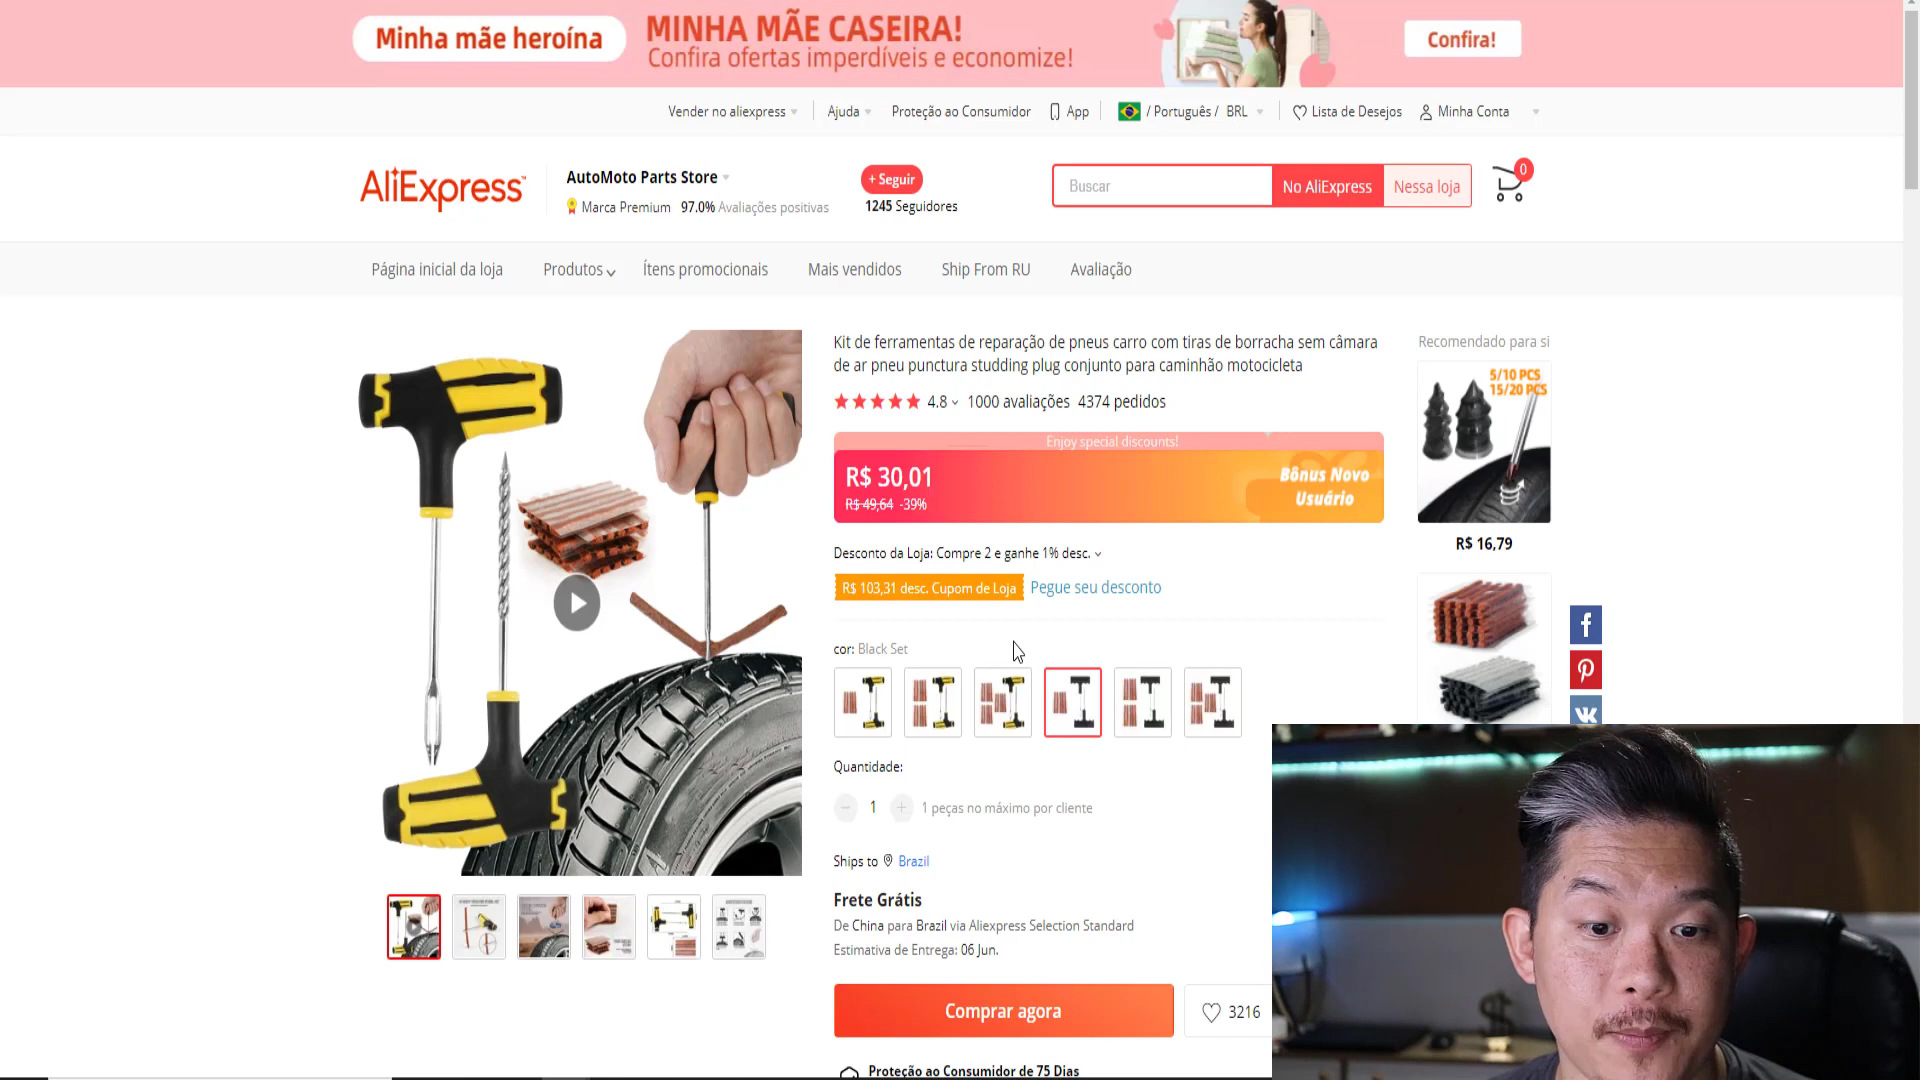 Minha mãe heroína
MINHA MÃE CASEIRA!
Confira ofertas imperdíveis e economize!
Confira!
Vender no aliexpress
Ajuda
Proteção ao Consumidor
App
/ Português / BRL
Lista de Desejos
Minha Conta
AliExpress™
AutoMoto Parts Store
Marca Premium 97.0% Avaliações positivas
+ Seguir
1245 Seguidores
Buscar
No AliExpress
Nessa loja
0
Página inicial da loja
Produtos
Ítens promocionais
Mais vendidos
Ship From RU
Avaliação
Kit de ferramentas de reparação de pneus carro com tiras de borracha sem câmara
de ar pneu punctura studding plug conjunto para caminhão motocicleta
4.8 1000 avaliações 4374 pedidos
Enjoy special discounts!
R$ 30,01
R$ 49,64 -39%
Bônus Novo
Usuário
Desconto da Loja: Compre 2 e ganhe 1% desc.
R$ 103,31 desc. Cupom de Loja
Pegue seu desconto
cor: Black Set
Quantidade:
1
1 peças no máximo por cliente
Ships to Brazil
Frete Grátis
De China para Brazil via Aliexpress Selection Standard
Estimativa de Entrega: 06 Jun.
Comprar agora
3216
Proteção ao Consumidor de 75 Dias
Recomendado para si
5/10 PCS
15/20 PCS
R$ 16,79